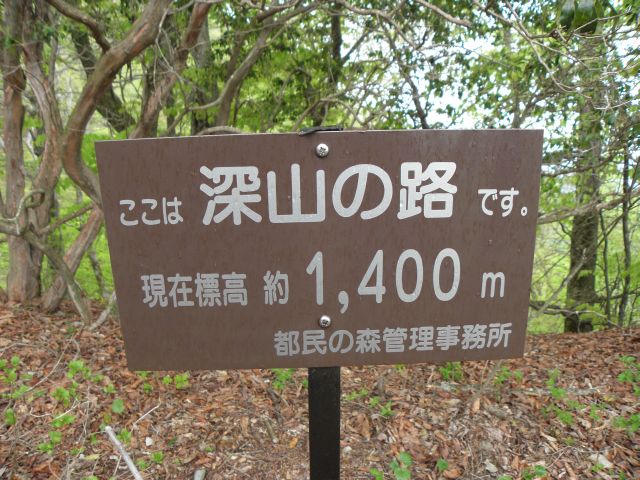 ここは 深山の路 です。
現在標高 約 1,400 m
都民の森管理事務所